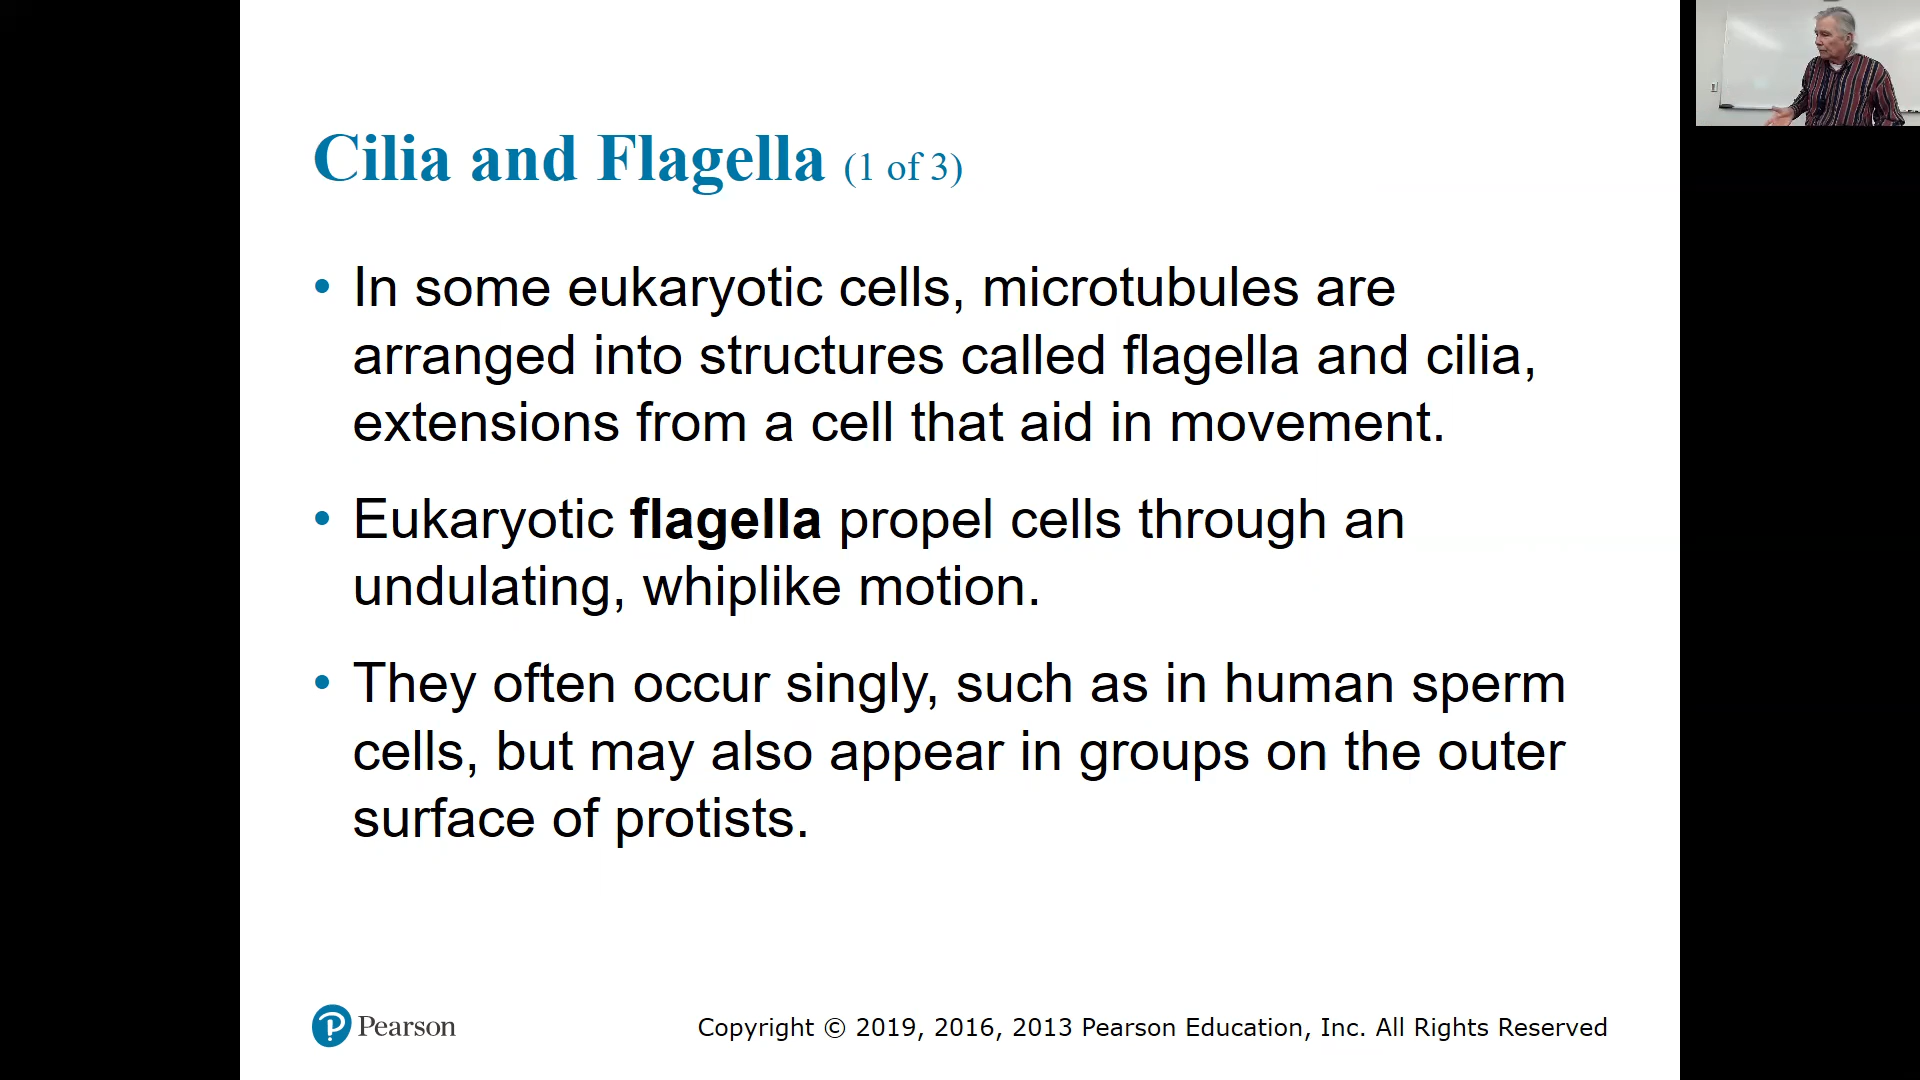 Cilia and Flagella (1 of 3)
• In some eukaryotic cells, microtubules are
arranged into structures called flagella and cilia,
extensions from a cell that aid in movement.
• Eukaryotic flagella propel cells through an
undulating, whiplike motion.
• They often occur singly, such as in human sperm
cells, but may also appear in groups on the outer
surface of protists.
Pearson
Copyright © 2019, 2016, 2013 Pearson Education, Inc. All Rights Reserved